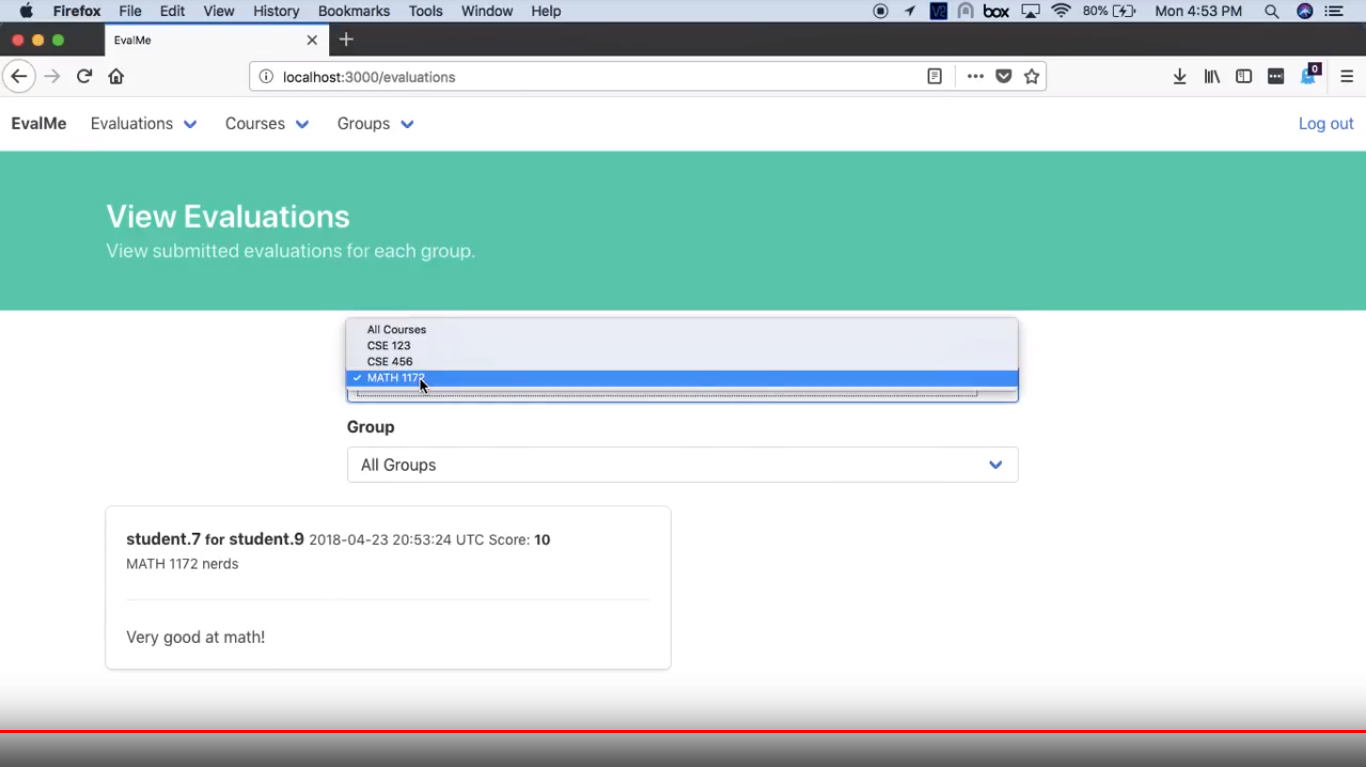 Firefox File Edit View History Bookmarks Tools Window Help V2 box 80% Mon 4:53 PM
EvalMe
localhost:3000/evaluations 0
EvalMe Evaluations Courses Groups Log out
View Evaluations
View submitted evaluations for each group.
All Courses
CSE 123
CSE 456
MATH 1172
Group
All Groups
student.7 for student.9 2018-04-23 20:53:24 UTC Score: 10
MATH 1172 nerds
Very good at math!